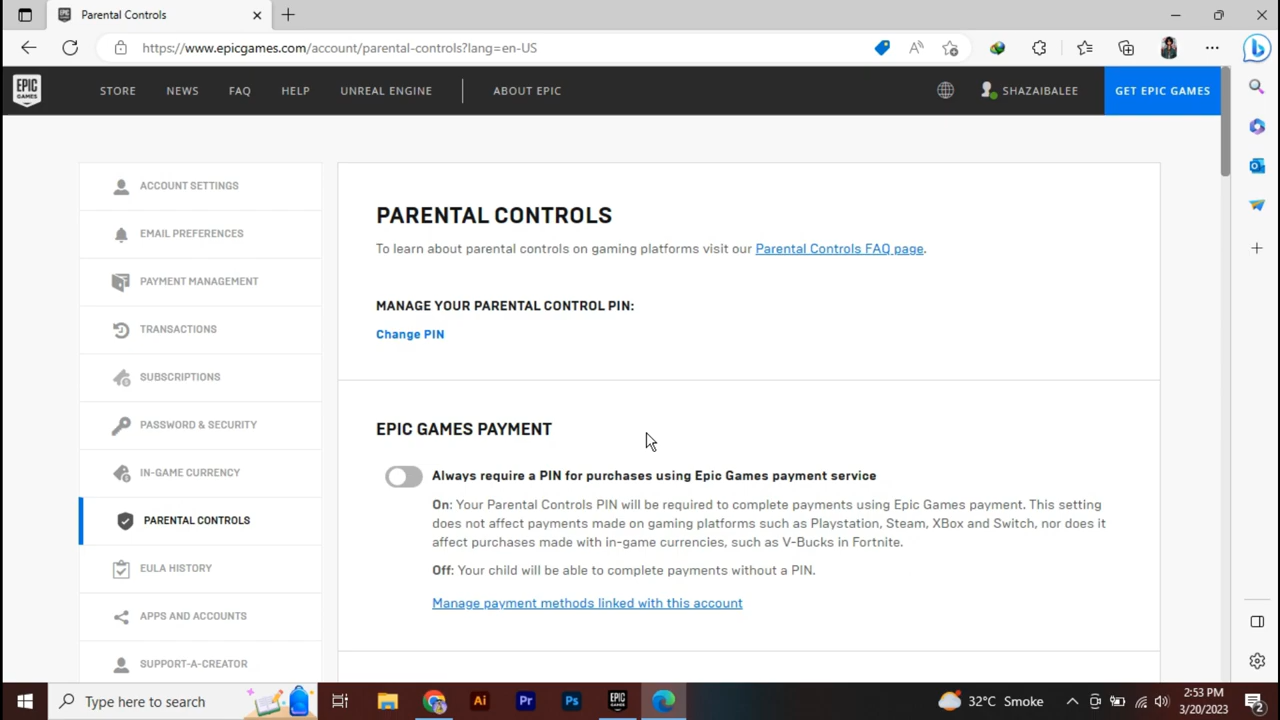 Parental Controls
https://www.epicgames.com/account/parental-controls?lang=en-US
EPIC GAMES
STORE NEWS FAQ HELP UNREAL ENGINE ABOUT EPIC SHAZAIBALEE GET EPIC GAMES
ACCOUNT SETTINGS
EMAIL PREFERENCES
PAYMENT MANAGEMENT
TRANSACTIONS
SUBSCRIPTIONS
PASSWORD & SECURITY
IN-GAME CURRENCY
PARENTAL CONTROLS
EULA HISTORY
APPS AND ACCOUNTS
SUPPORT-A-CREATOR
PARENTAL CONTROLS
To learn about parental controls on gaming platforms visit our Parental Controls FAQ page.
MANAGE YOUR PARENTAL CONTROL PIN:
Change PIN
EPIC GAMES PAYMENT
Always require a PIN for purchases using Epic Games payment service
On: Your Parental Controls PIN will be required to complete payments using Epic Games payment. This setting
does not affect payments made on gaming platforms such as Playstation, Steam, XBox and Switch, nor does it
affect purchases made with in-game currencies, such as V-Bucks in Fortnite.
Off: Your child will be able to complete payments without a PIN.
Manage payment methods linked with this account
Type here to search
Ai Pr Ps EPIC GAMES
32°C Smoke
2:53 PM
3/20/2023
2